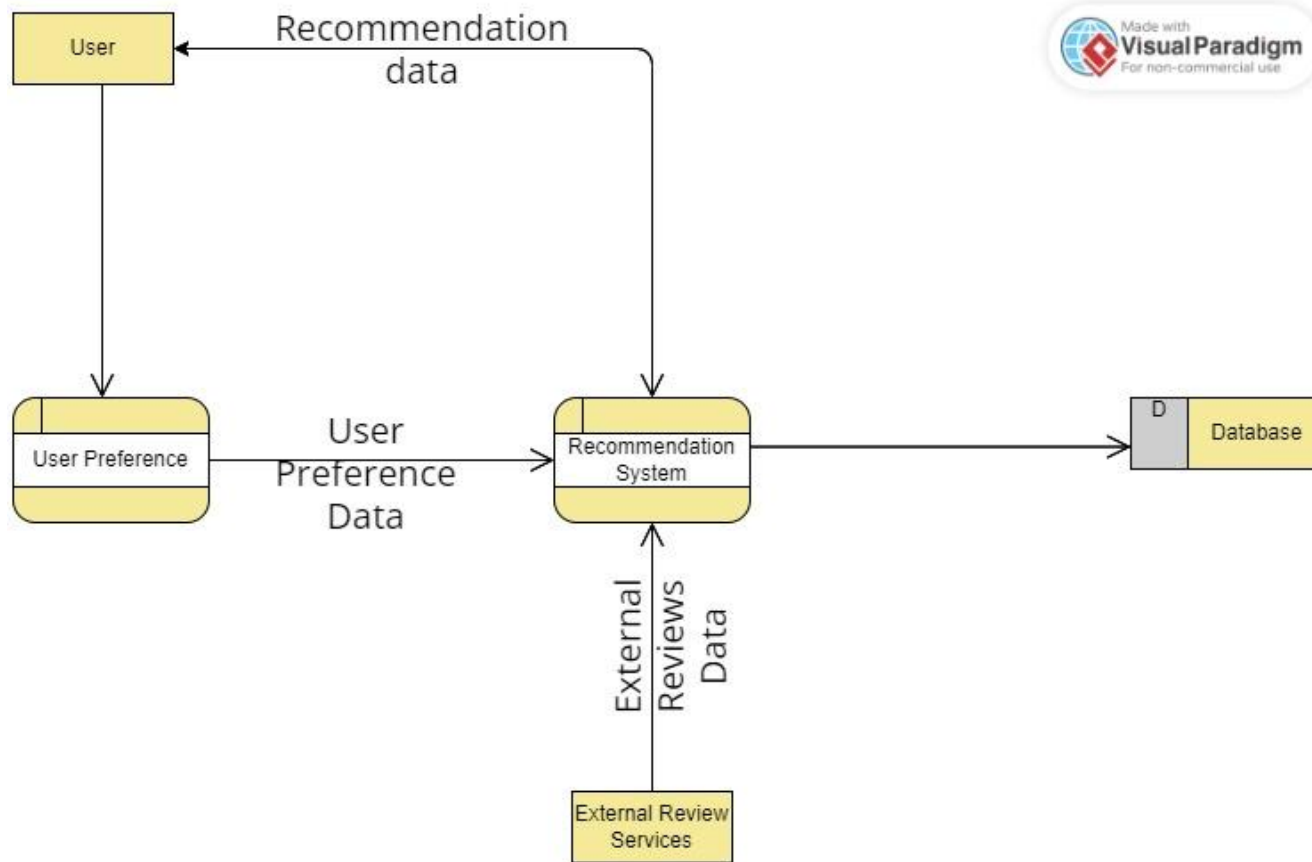 User
Recommendation
data
Made with
Visual Paradigm
For non-commercial use
User Preference
User
Preference
Data
Recommendation
System
D
Database
External
Reviews
Data
External Review
Services